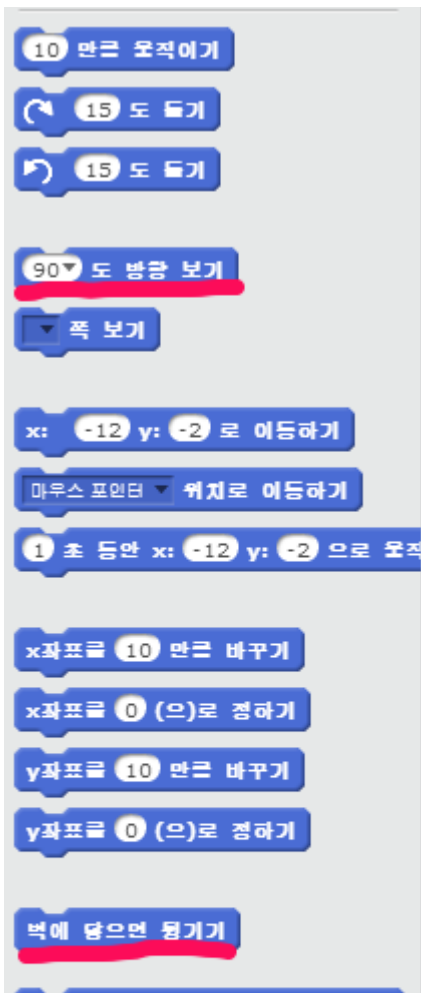 10 만큼 움직이기
15 도 돌기
15 도 돌기
90 도 방향 보기
쪽 보기
x: -12 y: -2 로 이동하기
마우스 포인터 위치로 이동하기
1 초 동안 x: -12 y: -2 으로 움직
x좌표를 10 만큼 바꾸기
x좌표를 0 (으)로 정하기
y좌표를 10 만큼 바꾸기
y좌표를 0 (으)로 정하기
벽에 닿으면 튕기기